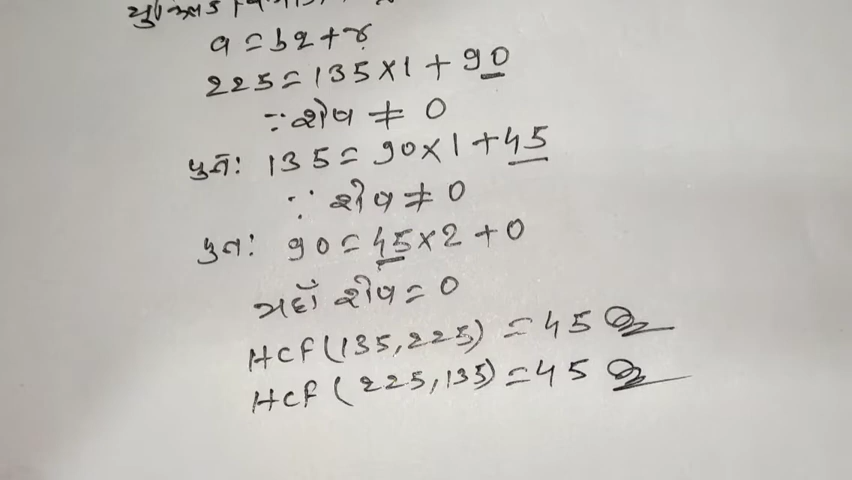 a = bq + r
225 = 135 × 1 + 90
∵ शेष ≠ 0
पुनः 135 = 90 × 1 + 45
∵ शेष ≠ 0
पुनः 90 = 45 × 2 + 0
यहाँ शेष = 0
HCF (135, 225) = 45
HCF (225, 135) = 45